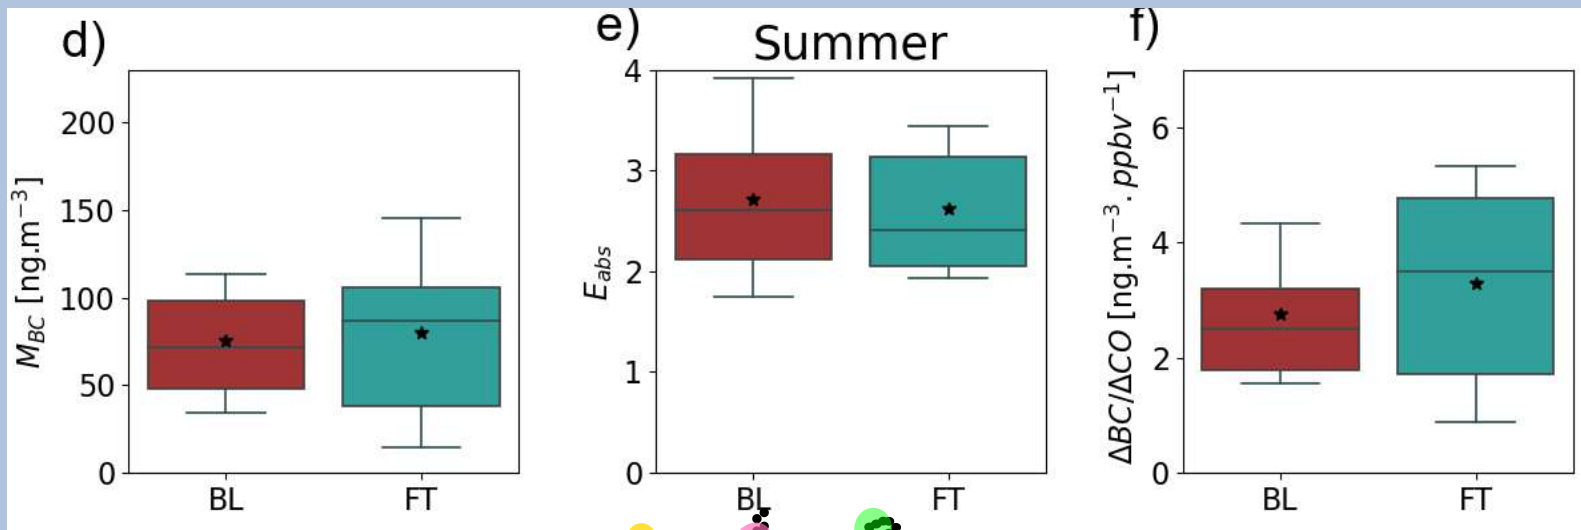 d)
e)
f)
Summer
M_BC [ng.m⁻³]
200
150
100
50
0
BL
FT
E_abs
4
3
2
1
0
BL
FT
ΔBC/ΔCO [ng.m⁻³. ppbv⁻¹]
6
4
2
0
BL
FT